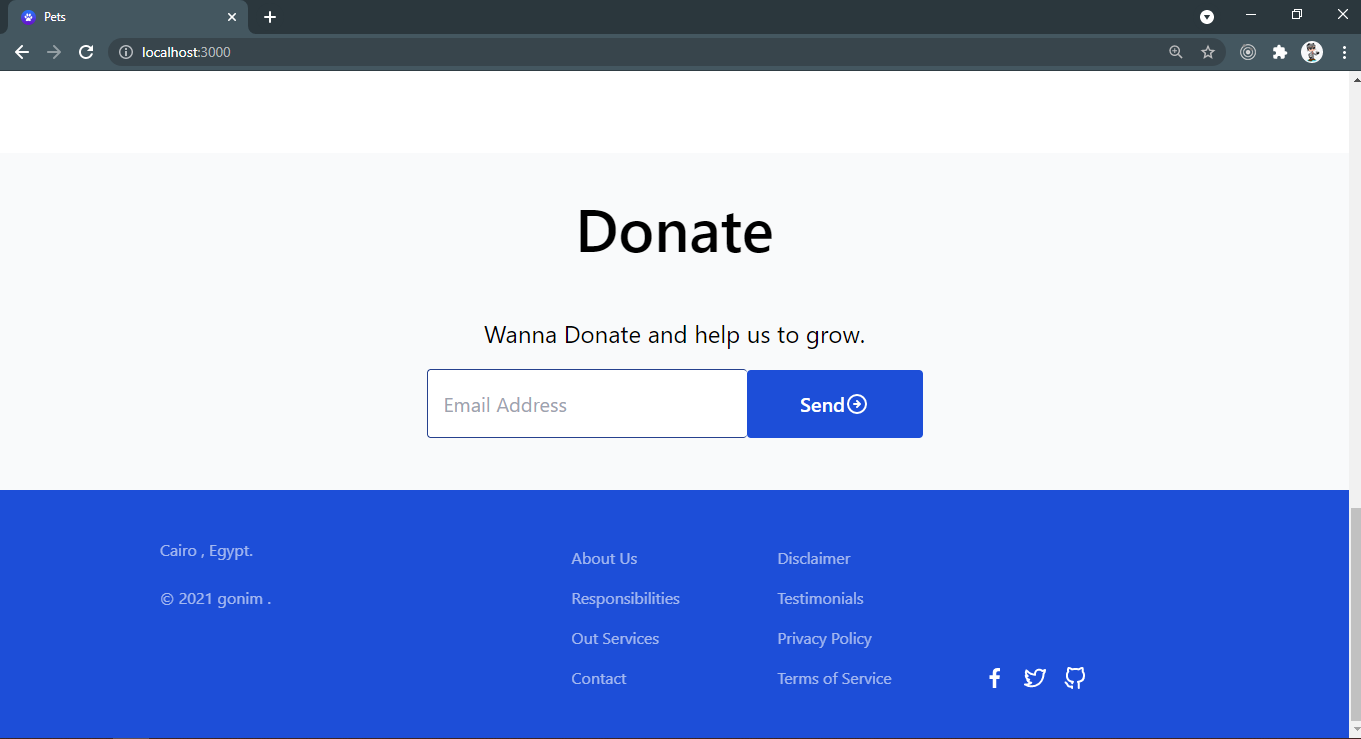 Pets
localhost:3000
Donate
Wanna Donate and help us to grow.
Email Address
Send
Cairo , Egypt.
© 2021 gonim .
About Us
Responsibilities
Out Services
Contact
Disclaimer
Testimonials
Privacy Policy
Terms of Service